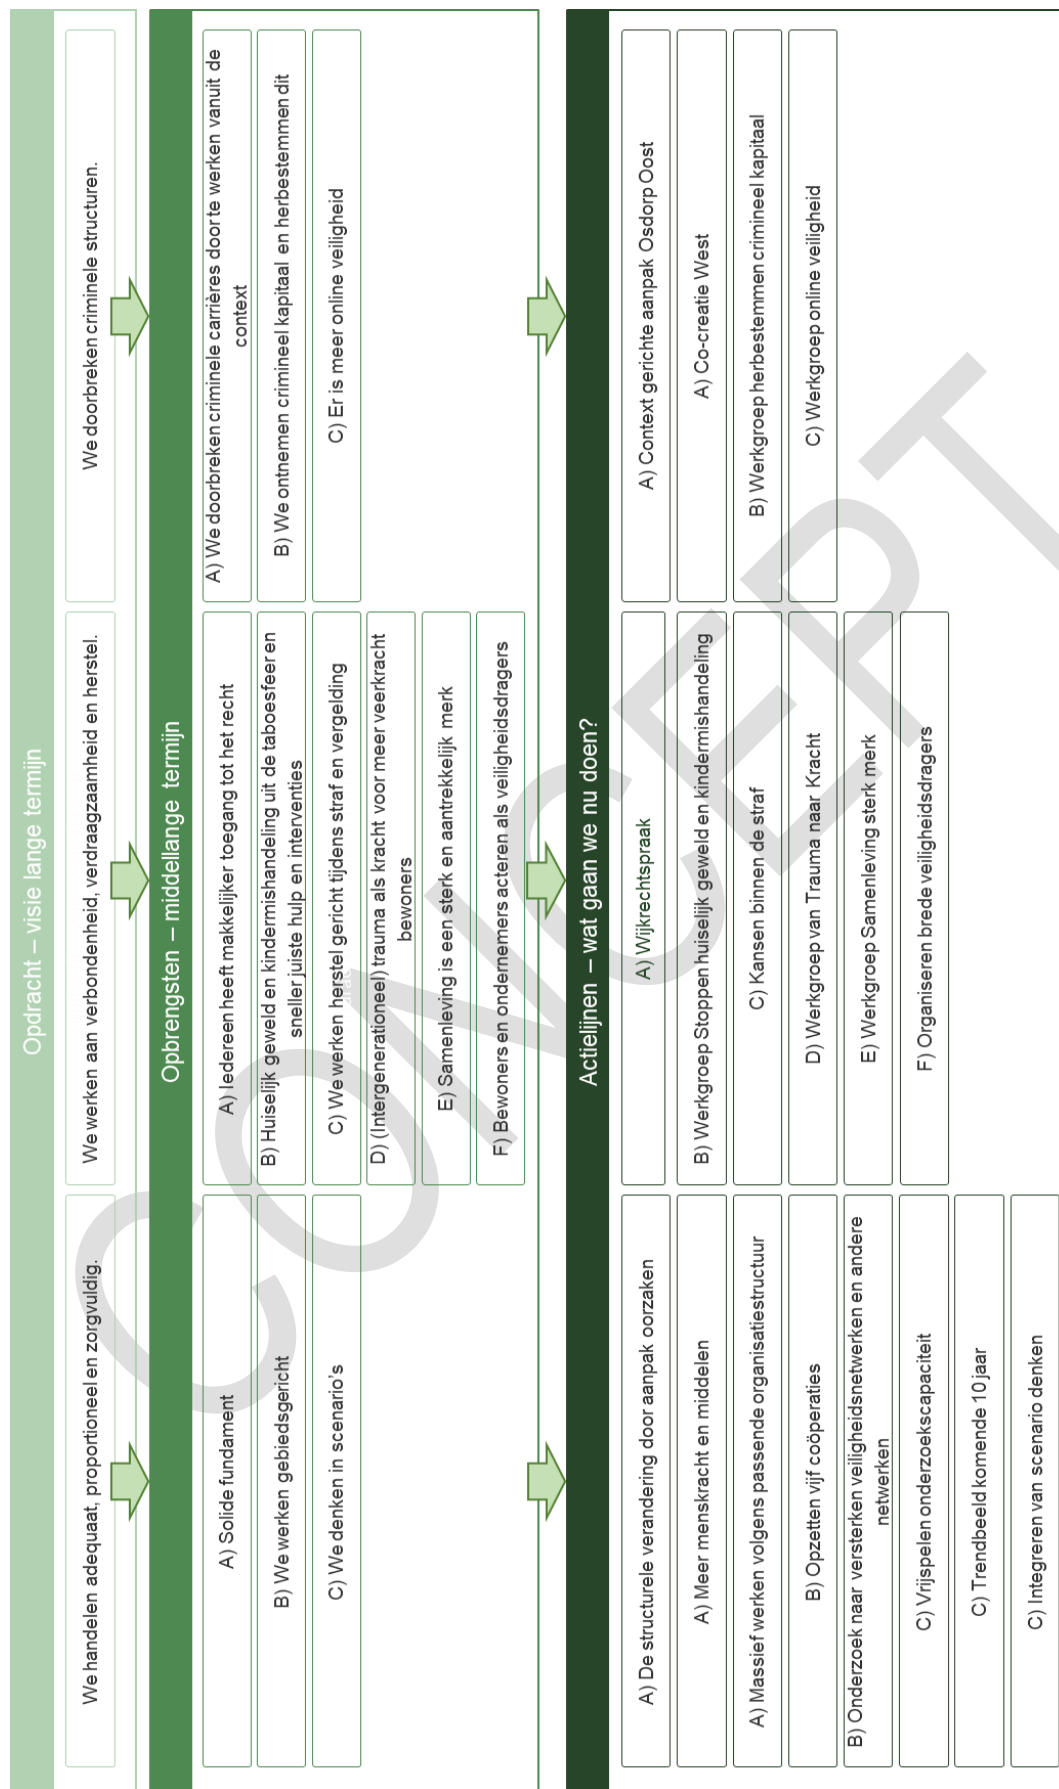 Opdracht – visie lange termijn
We handelen adequaat, proportioneel en zorgvuldig.
We werken aan verbondenheid, verdraagzaamheid en herstel.
We doorbreken criminele structuren.
Opbrengsten – middellange termijn
A) Solide fundament
B) We werken gebiedsgericht
C) We denken in scenario's
A) Iedereen heeft makkelijker toegang tot het recht
B) Huiselijk geweld en kindermishandeling uit de taboesfeer en
sneller juiste hulp en interventies
C) We werken herstel gericht tijdens straf en vergelding
D) (Intergenerationeel) trauma als kracht voor meer veerkracht
bewoners
E) Samenleving is een sterk en aantrekkelijk merk
F) Bewoners en ondernemers acteren als veiligheidsdragers
A) We doorbreken criminele carrières door te werken vanuit de
context
B) We ontnemen crimineel kapitaal en herbestemmen dit
C) Er is meer online veiligheid
Actielijnen – wat gaan we nu doen?
A) De structurele verandering door aanpak oorzaken
A) Meer menskracht en middelen
A) Massief werken volgens passende organisatiestructuur
B) Opzetten vijf coöperaties
B) Onderzoek naar versterken veiligheidsnetwerken en andere
netwerken
C) Vrijspelen onderzoekscapaciteit
C) Trendbeeld komende 10 jaar
C) Integreren van scenario denken
A) Wijkrechtspraak
B) Werkgroep Stoppen huiselijk geweld en kindermishandeling
C) Kansen binnen de straf
D) Werkgroep van Trauma naar Kracht
E) Werkgroep Samenleving sterk merk
F) Organiseren brede veiligheidsdragers
A) Context gerichte aanpak Osdorp Oost
A) Co-creatie West
B) Werkgroep herbestemmen crimineel kapitaal
C) Werkgroep online veiligheid
CONCEPT